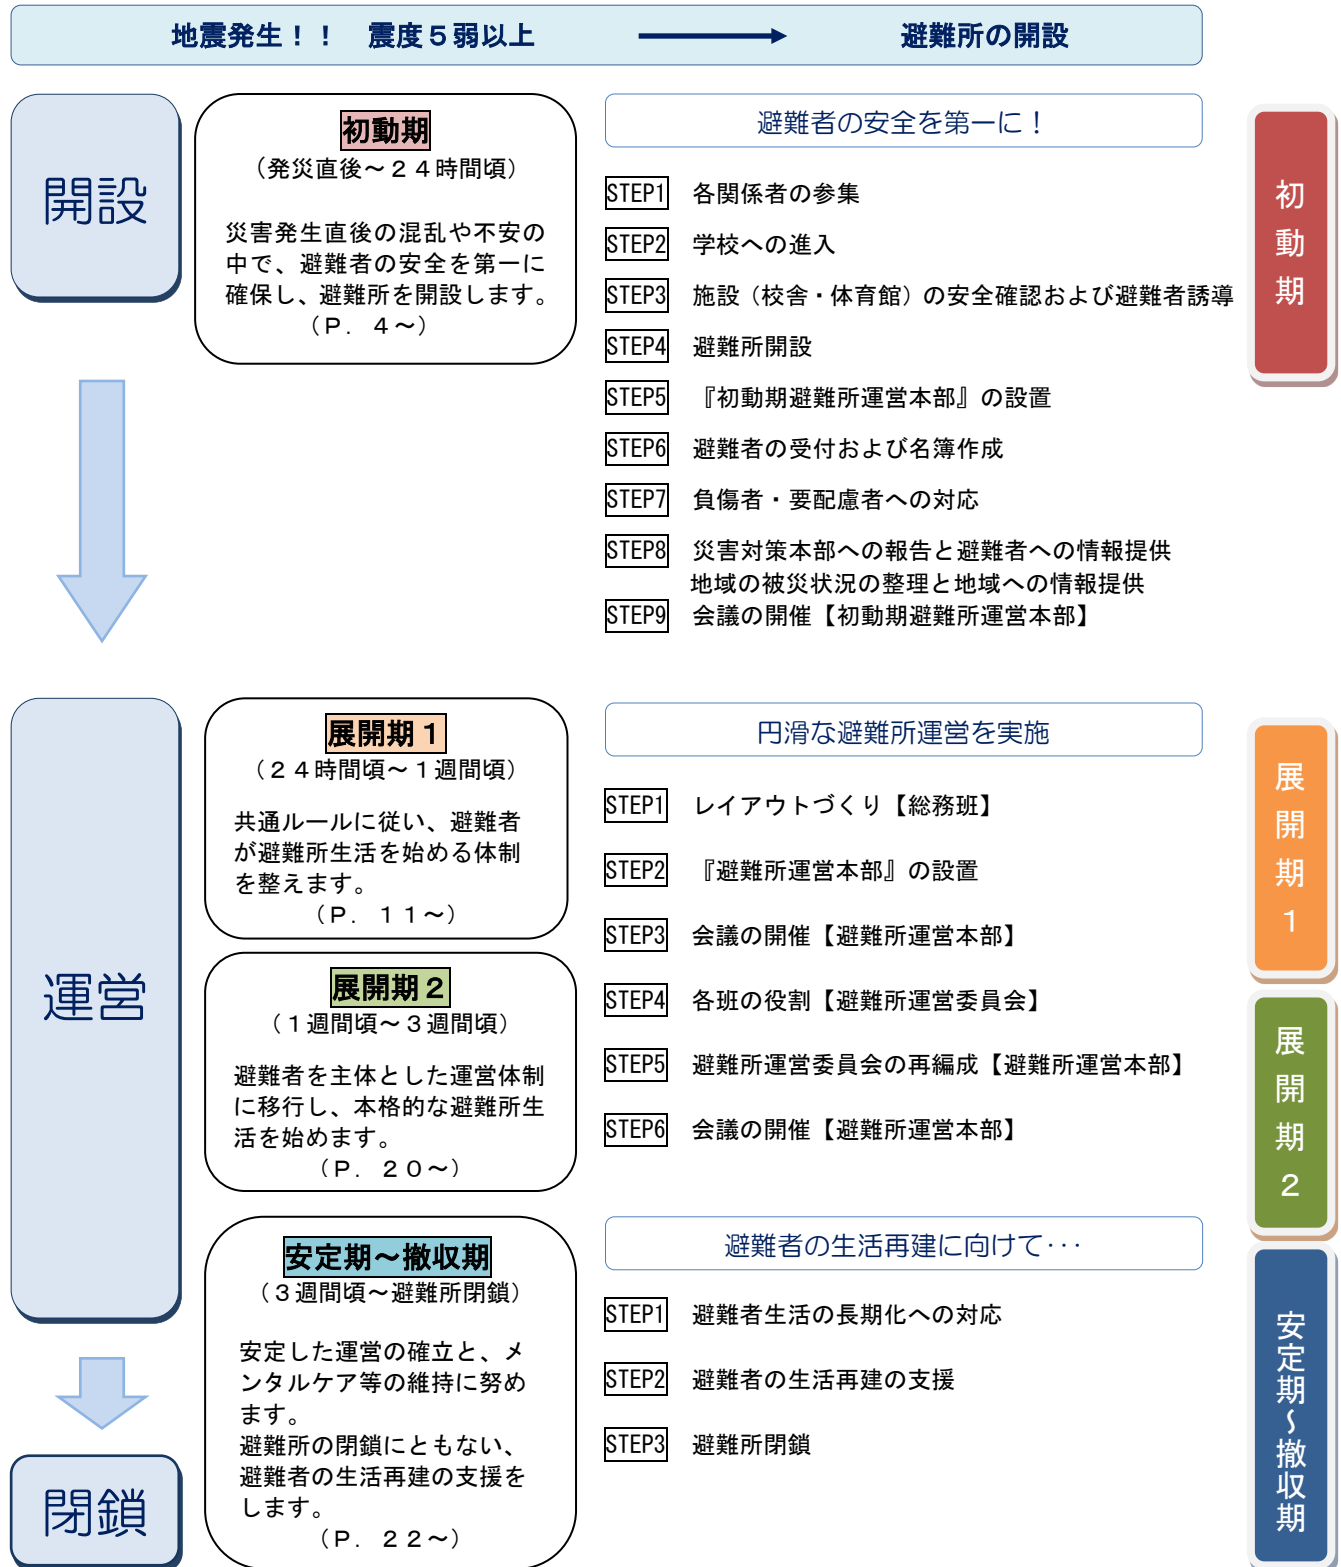 地震発生！！　震度５弱以上　避難所の開設
開設
初動期
（発災直後～２４時間頃）
災害発生直後の混乱や不安の
中で、避難者の安全を第一に
確保し、避難所を開設します。
（Ｐ．４～）
避難者の安全を第一に！
STEP1　各関係者の参集
STEP2　学校への進入
STEP3　施設（校舎・体育館）の安全確認および避難者誘導
STEP4　避難所開設
STEP5　『初動期避難所運営本部』の設置
STEP6　避難者の受付および名簿作成
STEP7　負傷者・要配慮者への対応
STEP8　災害対策本部への報告と避難者への情報提供
地域の被災状況の整理と地域への情報提供
STEP9　会議の開催【初動期避難所運営本部】
初動期
運営
展開期１
（２４時間頃～１週間頃）
共通ルールに従い、避難者
が避難所生活を始める体制
を整えます。
（Ｐ．１１～）
展開期２
（１週間頃～３週間頃）
避難者を主体とした運営体制
に移行し、本格的な避難所生
活を始めます。
（Ｐ．２０～）
円滑な避難所運営を実施
STEP1　レイアウトづくり【総務班】
STEP2　『避難所運営本部』の設置
STEP3　会議の開催【避難所運営本部】
STEP4　各班の役割【避難所運営委員会】
STEP5　避難所運営委員会の再編成【避難所運営本部】
STEP6　会議の開催【避難所運営本部】
展開期１
展開期２
安定期～撤収期
（３週間頃～避難所閉鎖）
安定した運営の確立と、メ
ンタルケア等の維持に努め
ます。
避難所の閉鎖にともない、
避難者の生活再建の支援を
します。
（Ｐ．２２～）
避難者の生活再建に向けて･･･
STEP1　避難者生活の長期化への対応
STEP2　避難者の生活再建の支援
STEP3　避難所閉鎖
安定期～撤収期
閉鎖